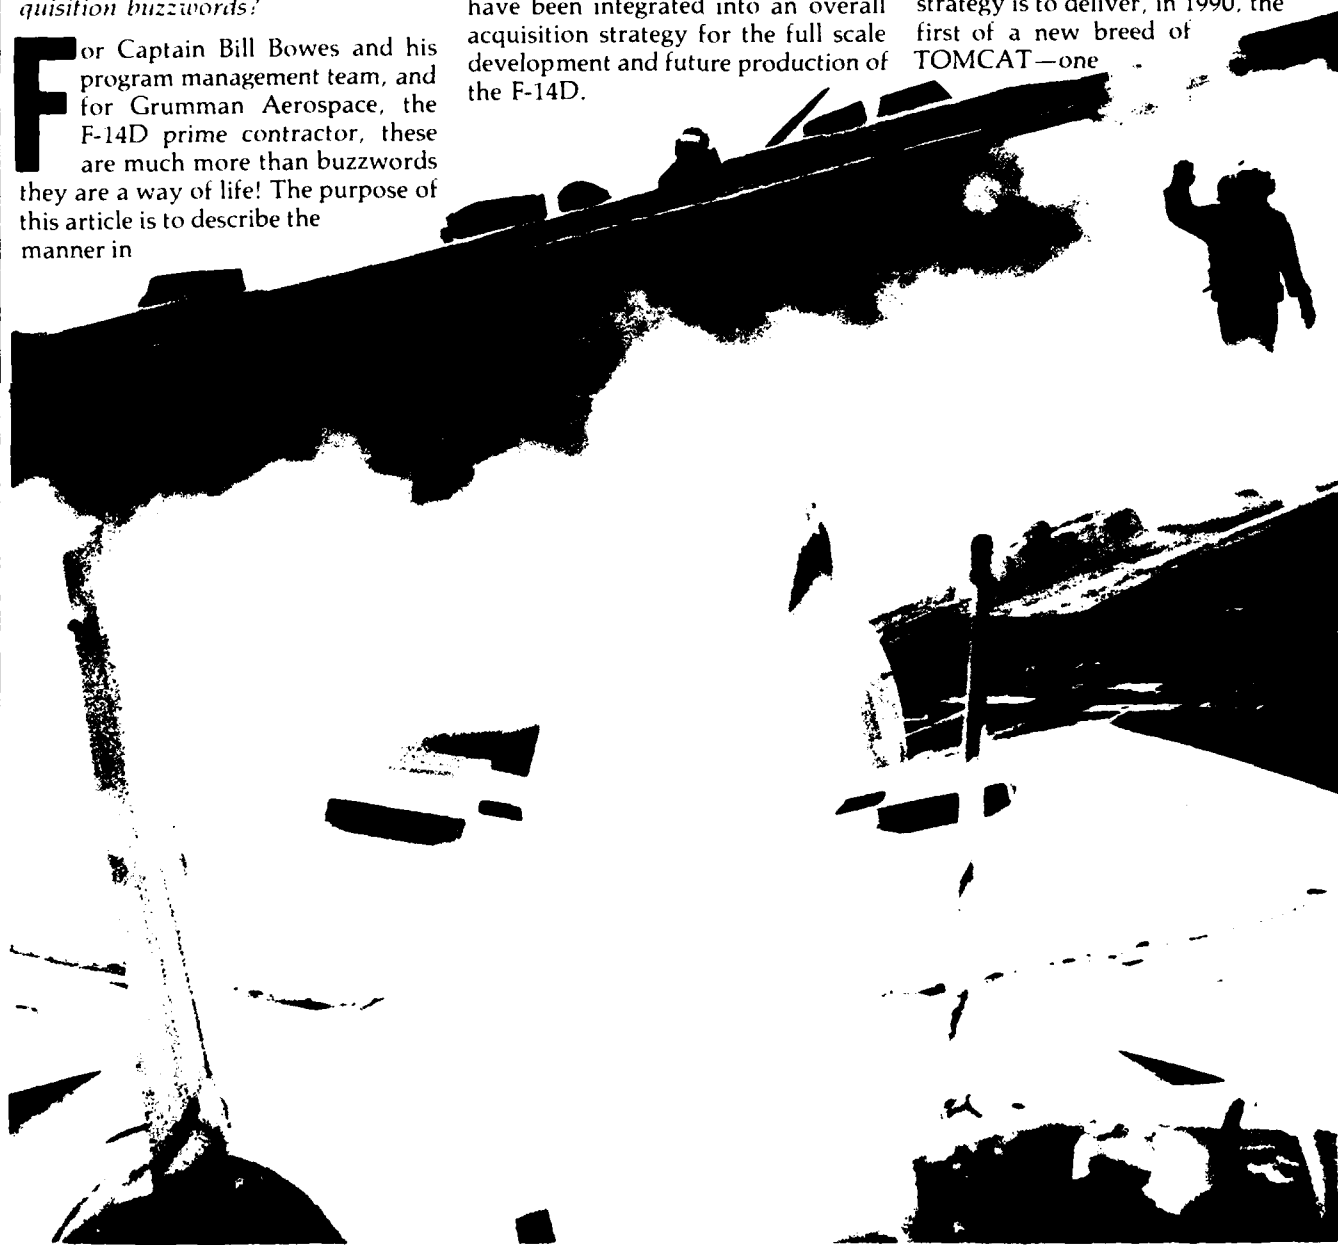 quisition buzzwords?
For Captain Bill Bowes and his
program management team, and
for Grumman Aerospace, the
F-14D prime contractor, these
are much more than buzzwords
they are a way of life! The purpose of
this article is to describe the
manner in
have been integrated into an overall
acquisition strategy for the full scale
development and future production of
the F-14D.
strategy is to deliver, in 1990, the
first of a new breed of
TOMCAT—one